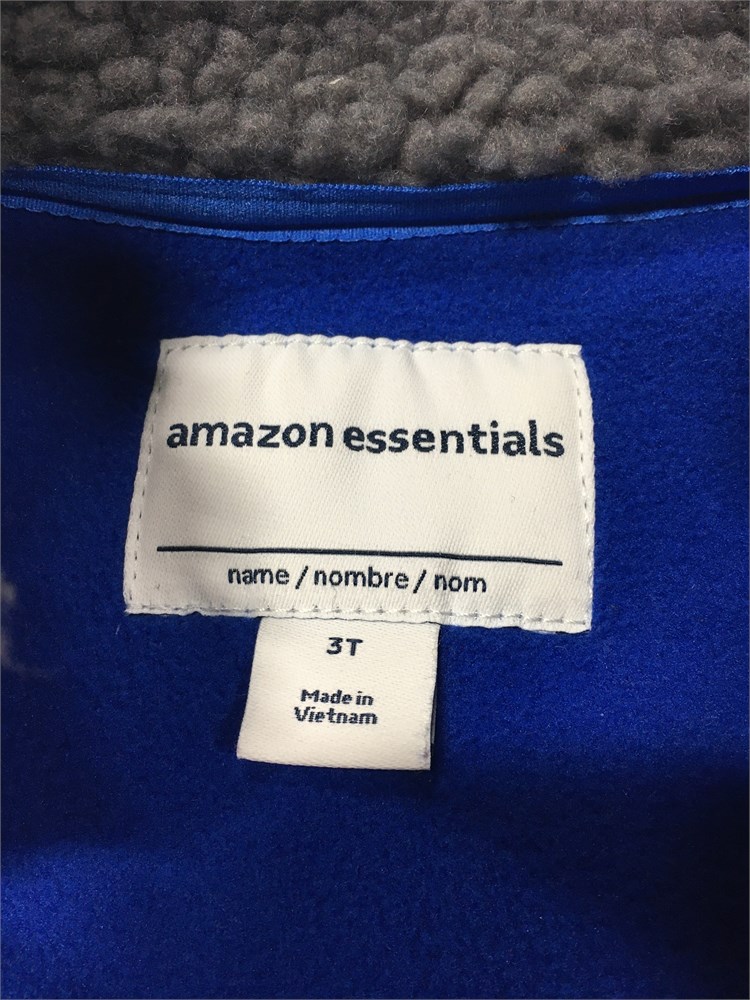 amazon essentials
name / nombre / nom
3T
Made in
Vietnam